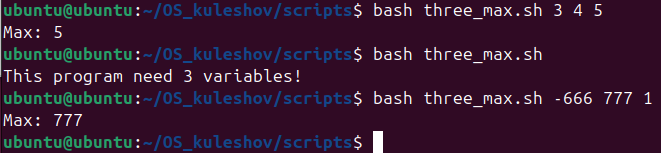 ubuntu@ubuntu:~/OS_kuleshov/scripts$ bash three_max.sh 3 4 5
Max: 5
ubuntu@ubuntu:~/OS_kuleshov/scripts$ bash three_max.sh
This program need 3 variables!
ubuntu@ubuntu:~/OS_kuleshov/scripts$ bash three_max.sh -666 777 1
Max: 777
ubuntu@ubuntu:~/OS_kuleshov/scripts$